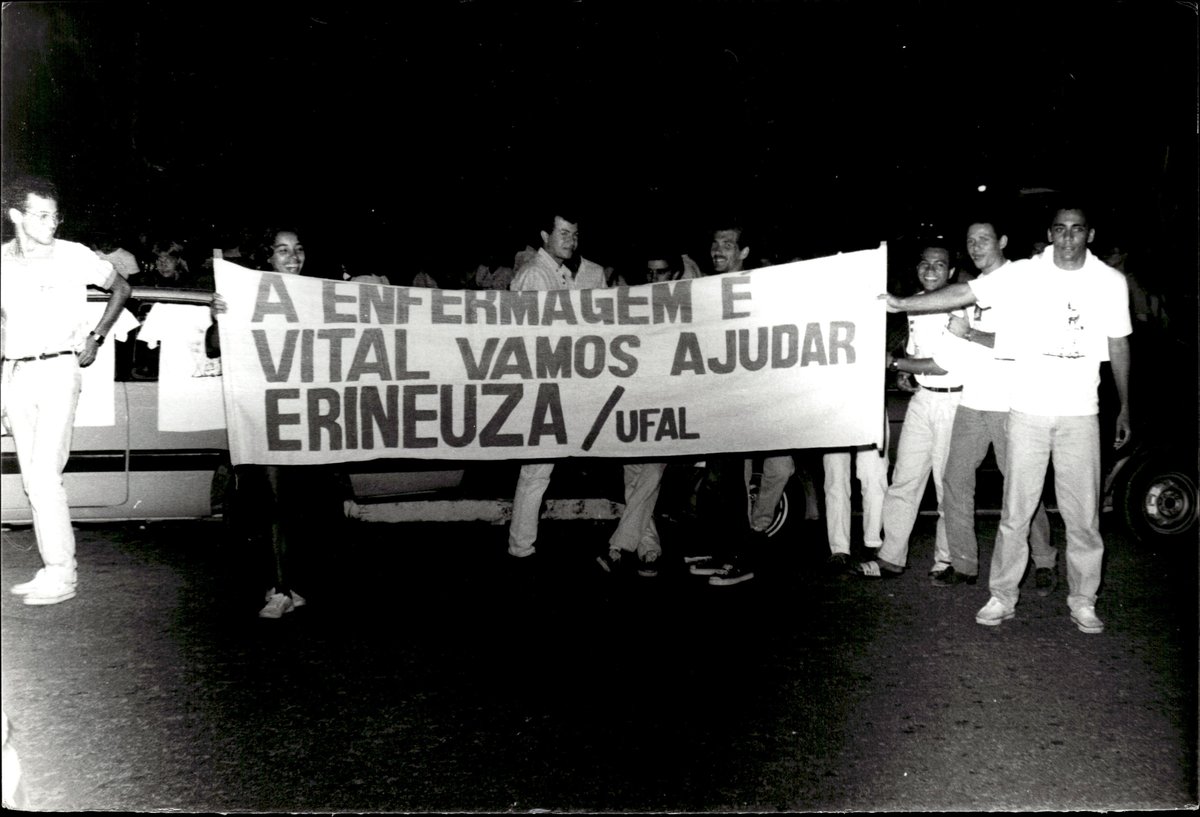 A ENFERMAGEM É
VITAL VAMOS AJUDAR
ERINEUZA / UFAL